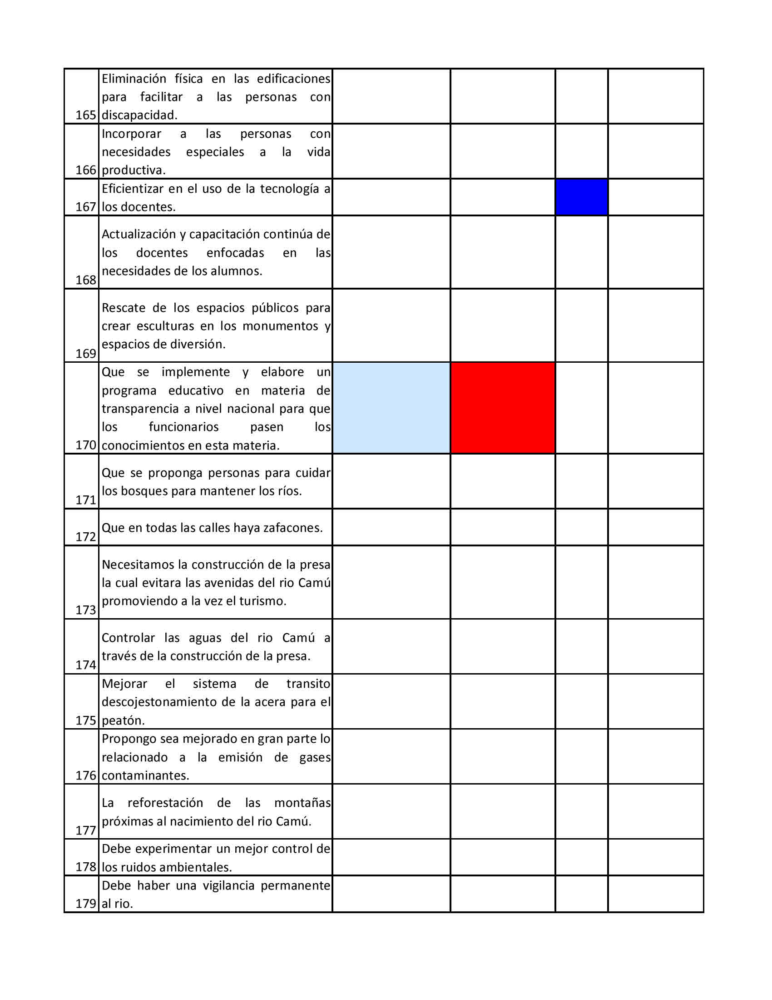 Eliminación física en las edificaciones
para facilitar a las personas con
165 discapacidad.
Incorporar a las personas con
necesidades especiales a la vida
166 productiva.
Eficientizar en el uso de la tecnología a
167 los docentes.
Actualización y capacitación continúa de
los docentes enfocadas en las
necesidades de los alumnos.
168
Rescate de los espacios públicos para
crear esculturas en los monumentos y
espacios de diversión.
169
Que se implemente y elabore un
programa educativo en materia de
transparencia a nivel nacional para que
los funcionarios pasen los
170 conocimientos en esta materia.
Que se proponga personas para cuidar
los bosques para mantener los ríos.
171
Que en todas las calles haya zafacones.
172
Necesitamos la construcción de la presa
la cual evitara las avenidas del rio Camú
promoviendo a la vez el turismo.
173
Controlar las aguas del rio Camú a
través de la construcción de la presa.
174
Mejorar el sistema de transito
descojestonamiento de la acera para el
175 peatón.
Propongo sea mejorado en gran parte lo
relacionado a la emisión de gases
176 contaminantes.
La reforestación de las montañas
próximas al nacimiento del rio Camú.
177
Debe experimentar un mejor control de
178 los ruidos ambientales.
Debe haber una vigilancia permanente
179 al rio.